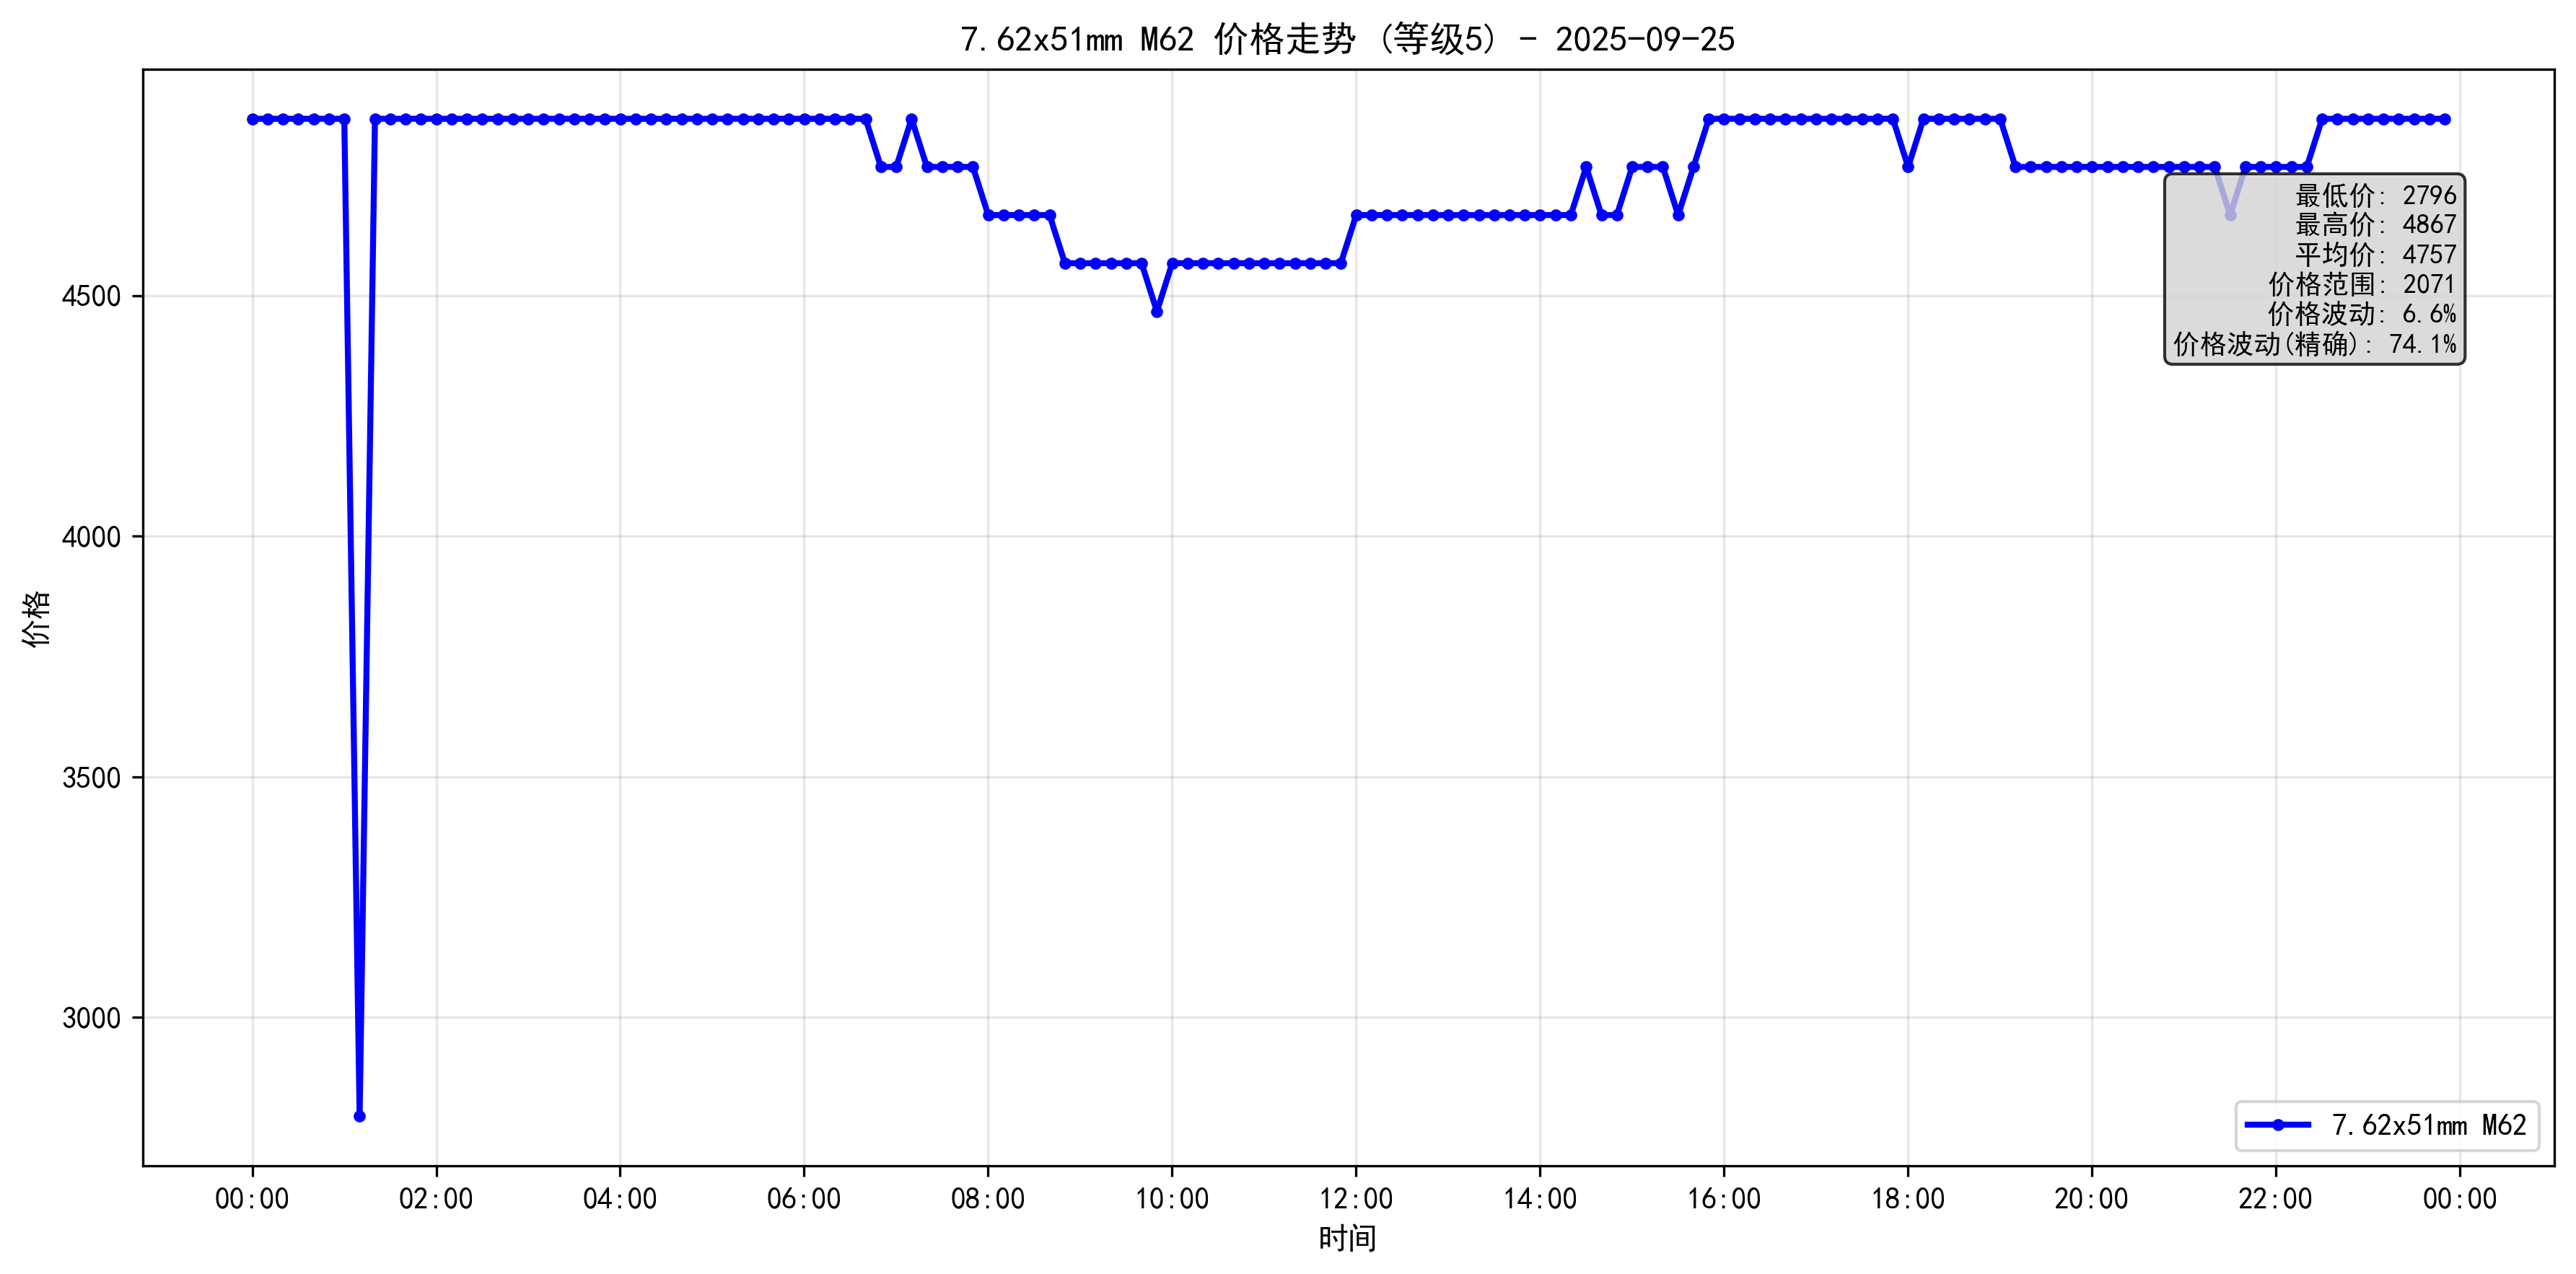 7.62x51mm M62 价格走势 (等级5) - 2025-09-25
价格
4500
4000
3500
3000
最低价: 2796
最高价: 4867
平均价: 4757
价格范围: 2071
价格波动: 6.6%
价格波动(精确): 74.1%
7.62x51mm M62
00:00 02:00 04:00 06:00 08:00 10:00 12:00 14:00 16:00 18:00 20:00 22:00 00:00
时间